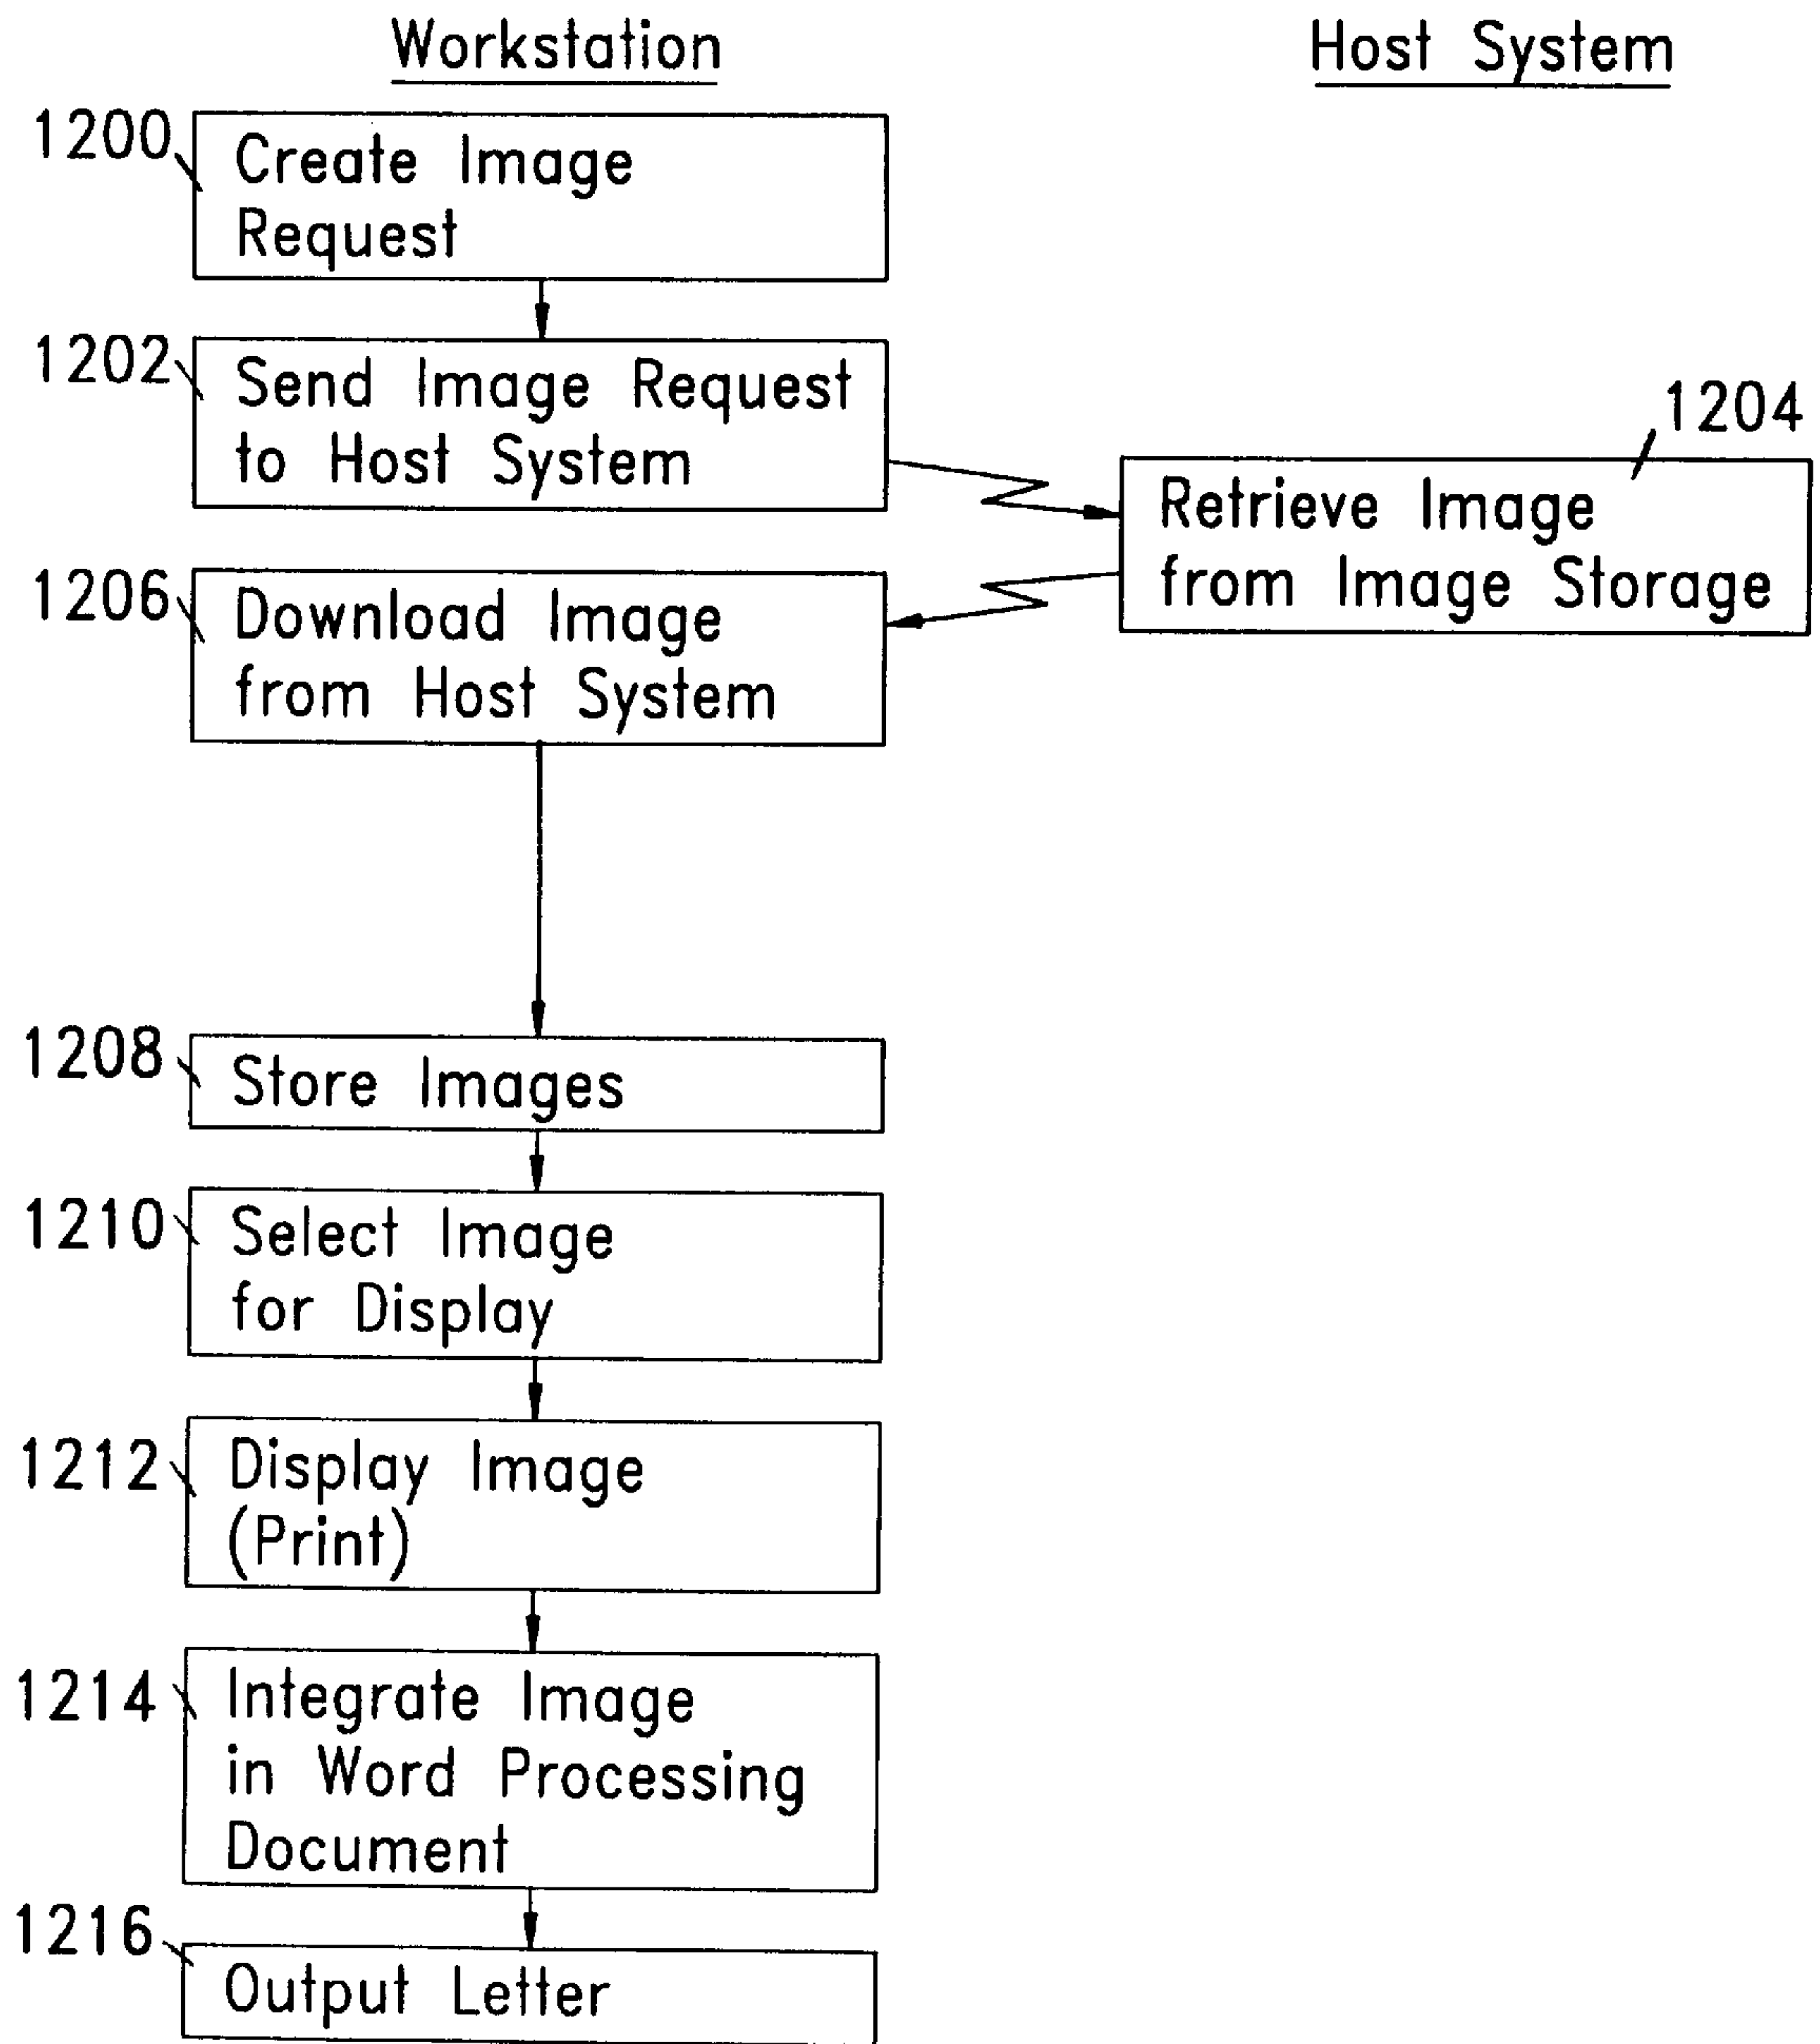 Workstation
Host System
1200
Create Image
Request
1202
Send Image Request
to Host System
1204
Retrieve Image
from Image Storage
1206
Download Image
from Host System
1208
Store Images
1210
Select Image
for Display
1212
Display Image
(Print)
1214
Integrate Image
in Word Processing
Document
1216
Output Letter